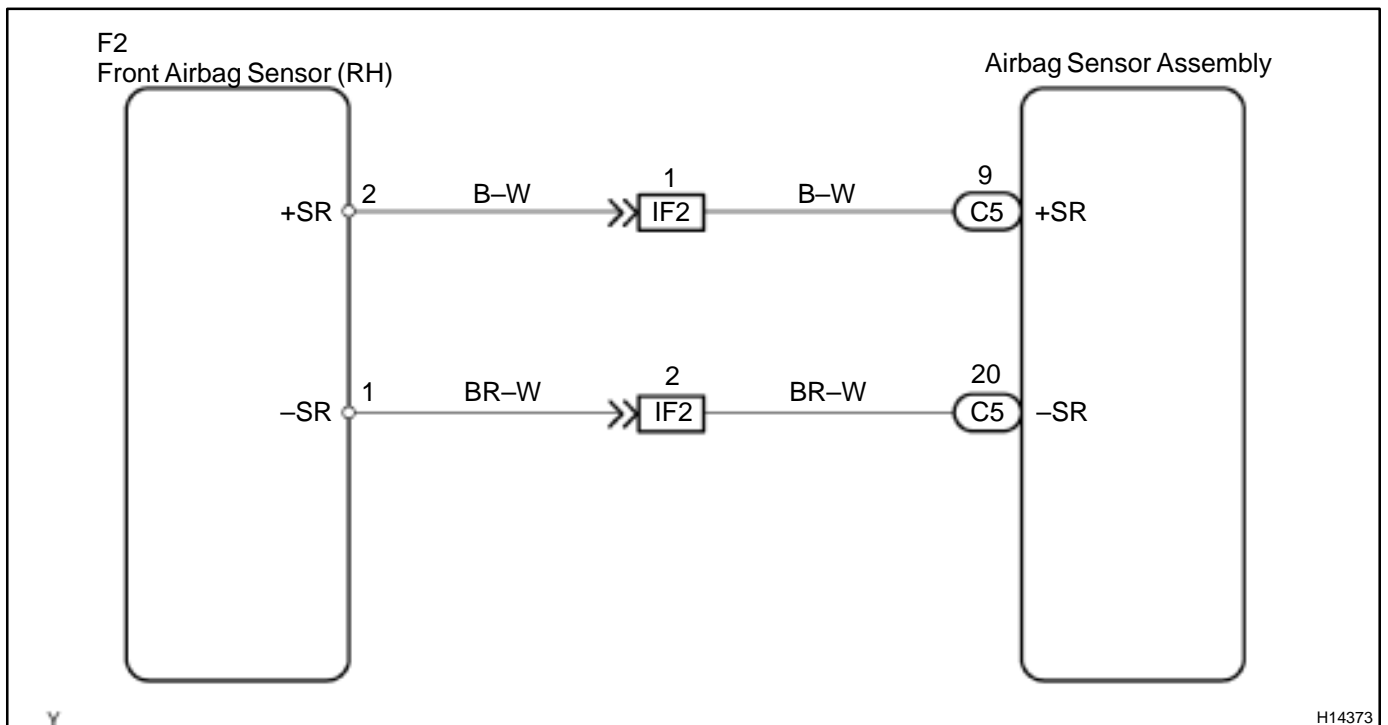 F2
Front Airbag Sensor (RH)
Airbag Sensor Assembly
+SR 2 B–W 1 B–W 9 +SR
IF2 C5
–SR 1 BR–W 2 BR–W 20 –SR
IF2 C5
Y
H14373